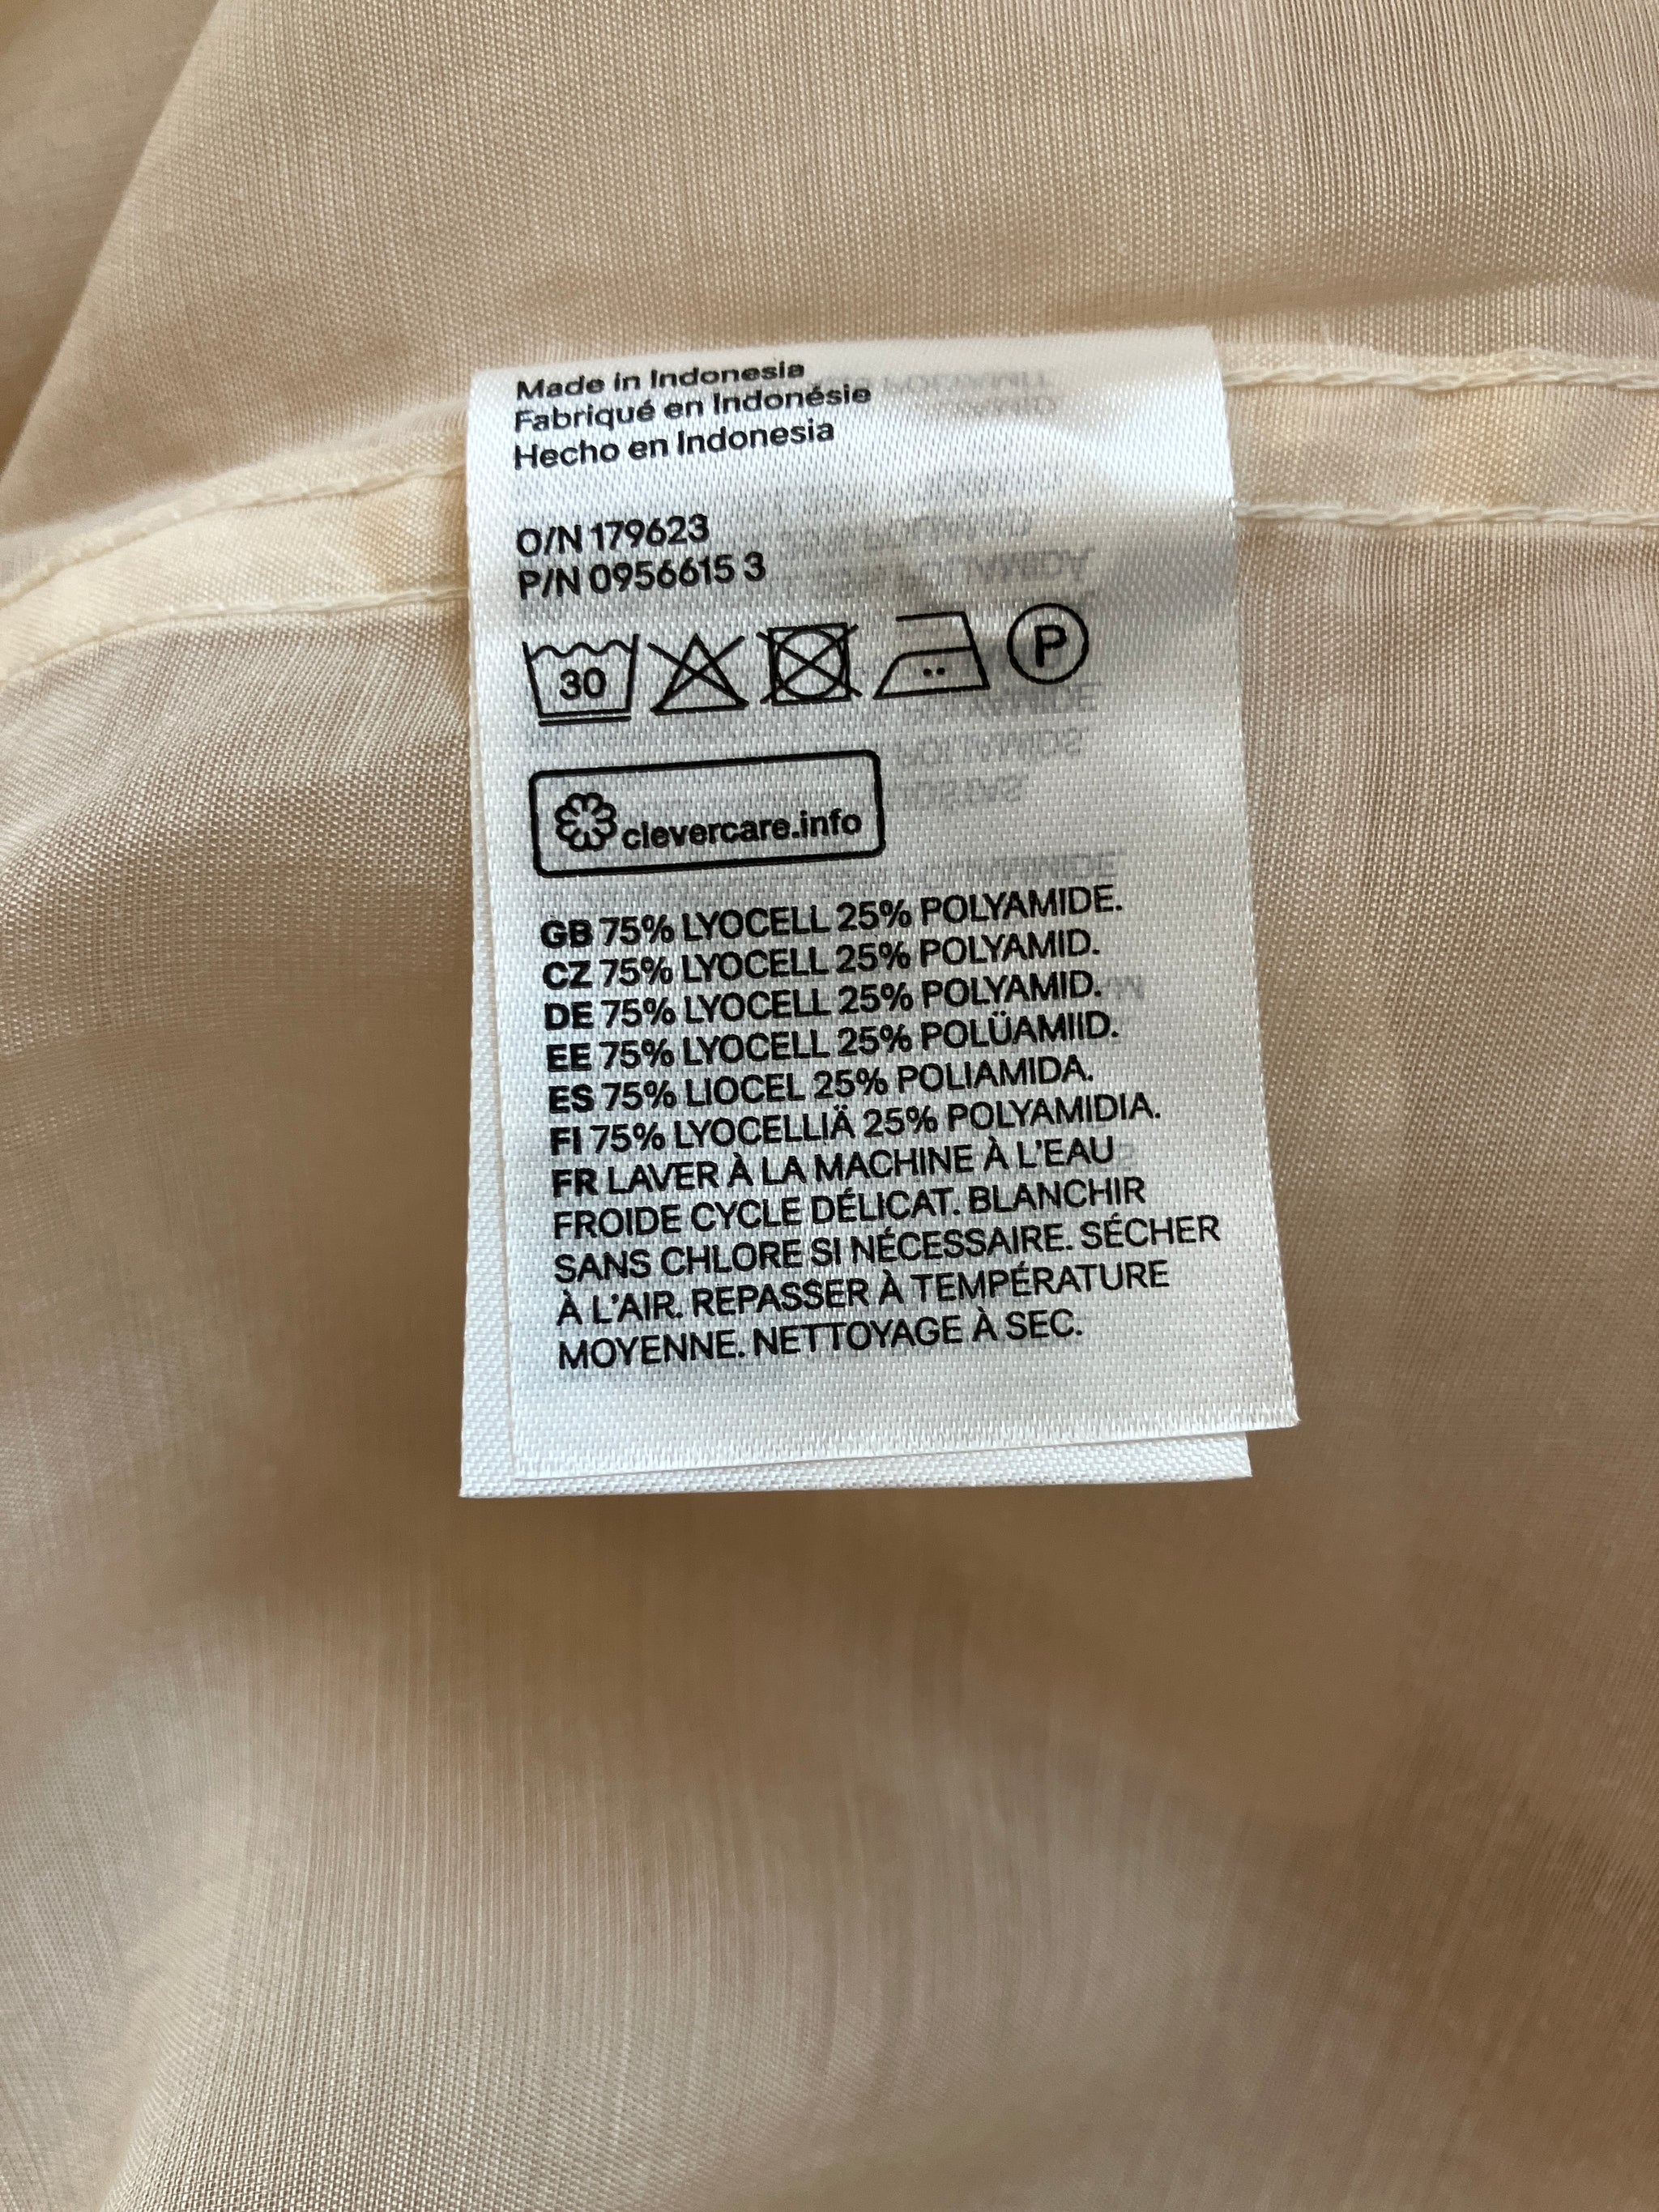 Made in Indonesia
Fabriqué en Indonésie
Hecho en Indonesia
O/N 179623
P/N 0956615 3
30 P
clevercare.info
GB 75% LYOCELL 25% POLYAMIDE.
CZ 75% LYOCELL 25% POLYAMID.
DE 75% LYOCELL 25% POLYAMID.
EE 75% LYOCELL 25% POLÜAMIID.
ES 75% LIOCEL 25% POLIAMIDA.
FI 75% LYOCELLIÄ 25% POLYAMIDIA.
FR LAVER À LA MACHINE À L'EAU
FROIDE CYCLE DÉLICAT. BLANCHIR
SANS CHLORE SI NÉCESSAIRE. SÉCHER
À L'AIR. REPASSER À TEMPÉRATURE
MOYENNE. NETTOYAGE À SEC.